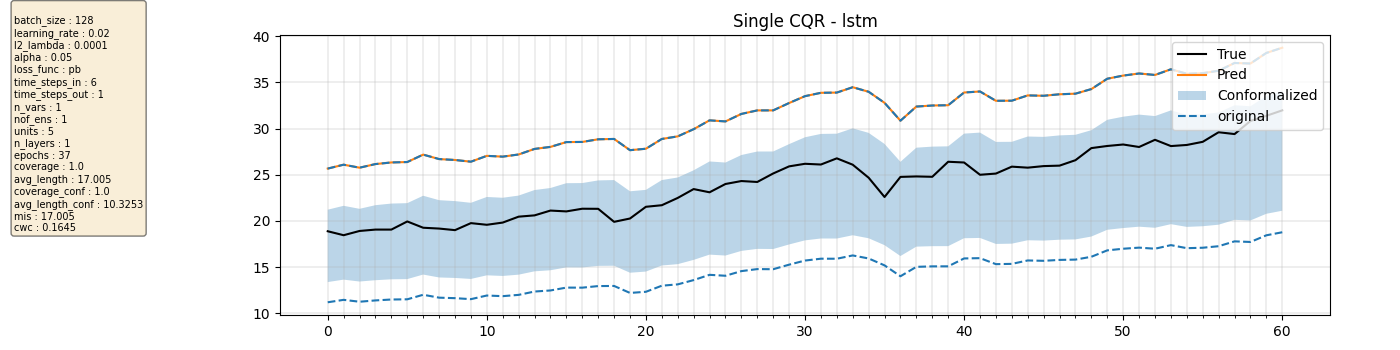 batch_size : 128
learning_rate : 0.02
l2_lambda : 0.0001
alpha : 0.05
loss_func : pb
time_steps_in : 6
time_steps_out : 1
n_vars : 1
nof_ens : 1
units : 5
n_layers : 1
epochs : 37
coverage : 1.0
avg_length : 17.005
coverage_conf : 1.0
avg_length_conf : 10.3253
mis : 17.005
cwc : 0.1645
Single CQR - lstm
40
35
30
25
20
15
10
0 10 20 30 40 50 60
True
Pred
Conformalized
original